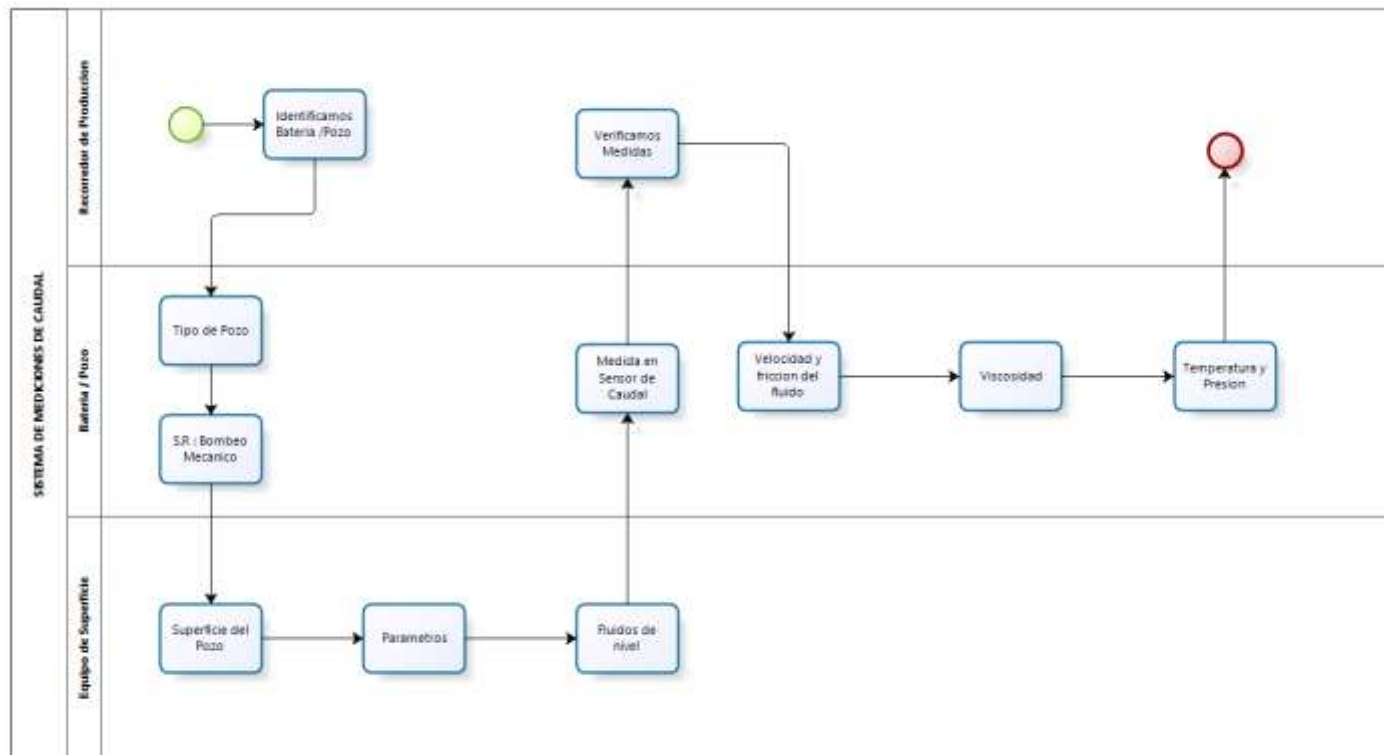 SISTEMA DE MEDICIONES DE CAUDAL
Recorredor de Produccion
Identificamos
Bateria /Pozo
Verificamos
Medidas
Bateria / Pozo
Tipo de Pozo
S.R : Bombeo
Mecanico
Medida en
Sensor de
Caudal
Velocidad y
friccion del
fluido
Viscosidad
Temperatura y
Presion
Equipo de Superficie
Superficie del
Pozo
Parametros
Fluidos de
nivel